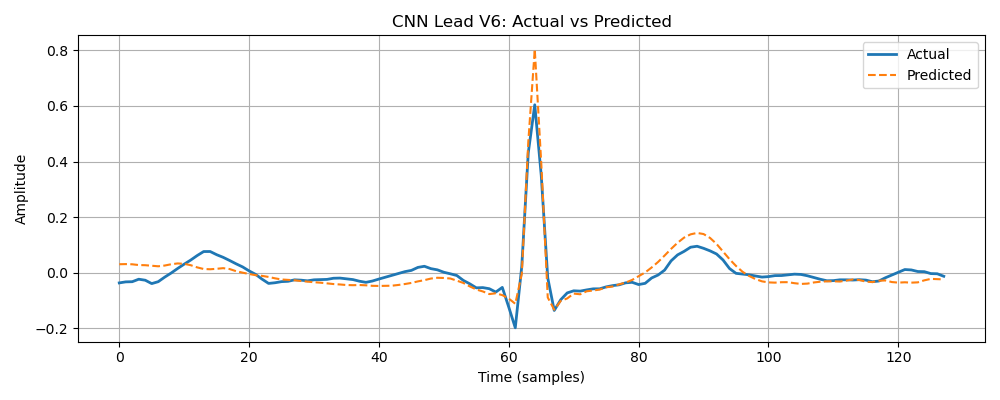 CNN Lead V6: Actual vs Predicted
Actual
Predicted
Amplitude
0.8
0.6
0.4
0.2
0.0
−0.2
0 20 40 60 80 100 120
Time (samples)